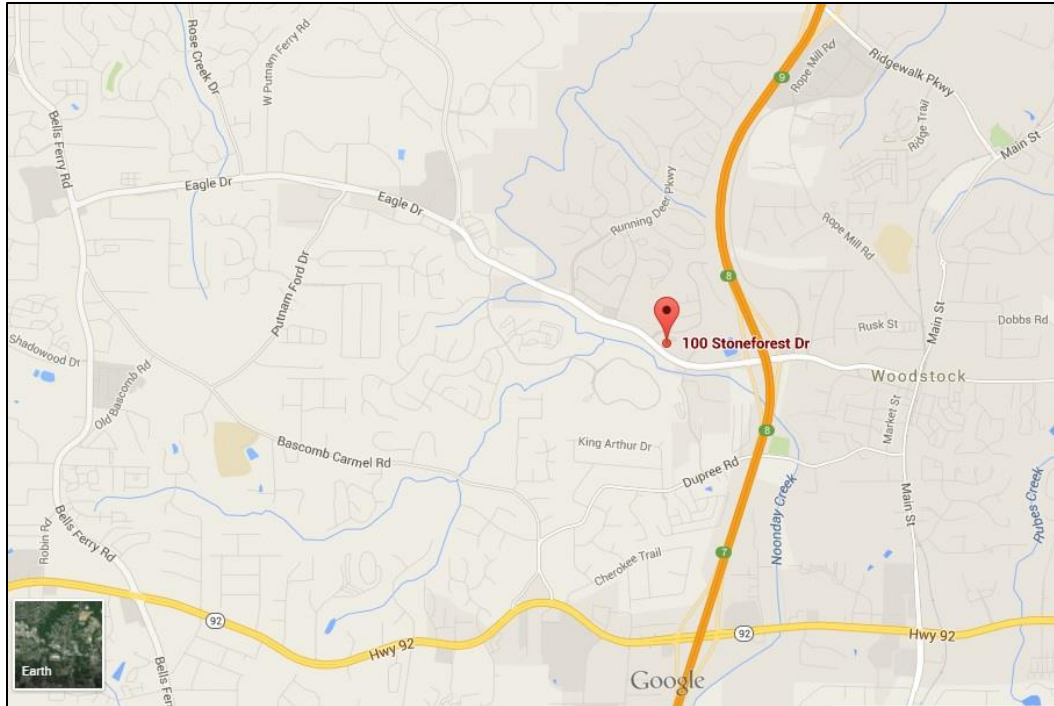 Rose Creek Dr
W Putnam Ferry Rd
Bells Ferry Rd
Eagle Dr
Eagle Dr
Putnam Ford Dr
Running Deer Pkwy
9
Rope Mill Rd
Ridgewalk Pkwy
Ridge Trail
Main St
Rope Mill Rd
8
100 Stoneforest Dr
Rusk St
Main St
Dobbs Rd
Woodstock
Shadowood Dr
Old Bascomb Rd
Bascomb Carmel Rd
King Arthur Dr
Dupree Rd
8
Market St
Main St
Noonday Creek
Rubes Creek
Robin Rd
Bells Ferry Rd
7
Cherokee Trail
92
Hwy 92
92
Hwy 92
Earth
Bells Fer
Google